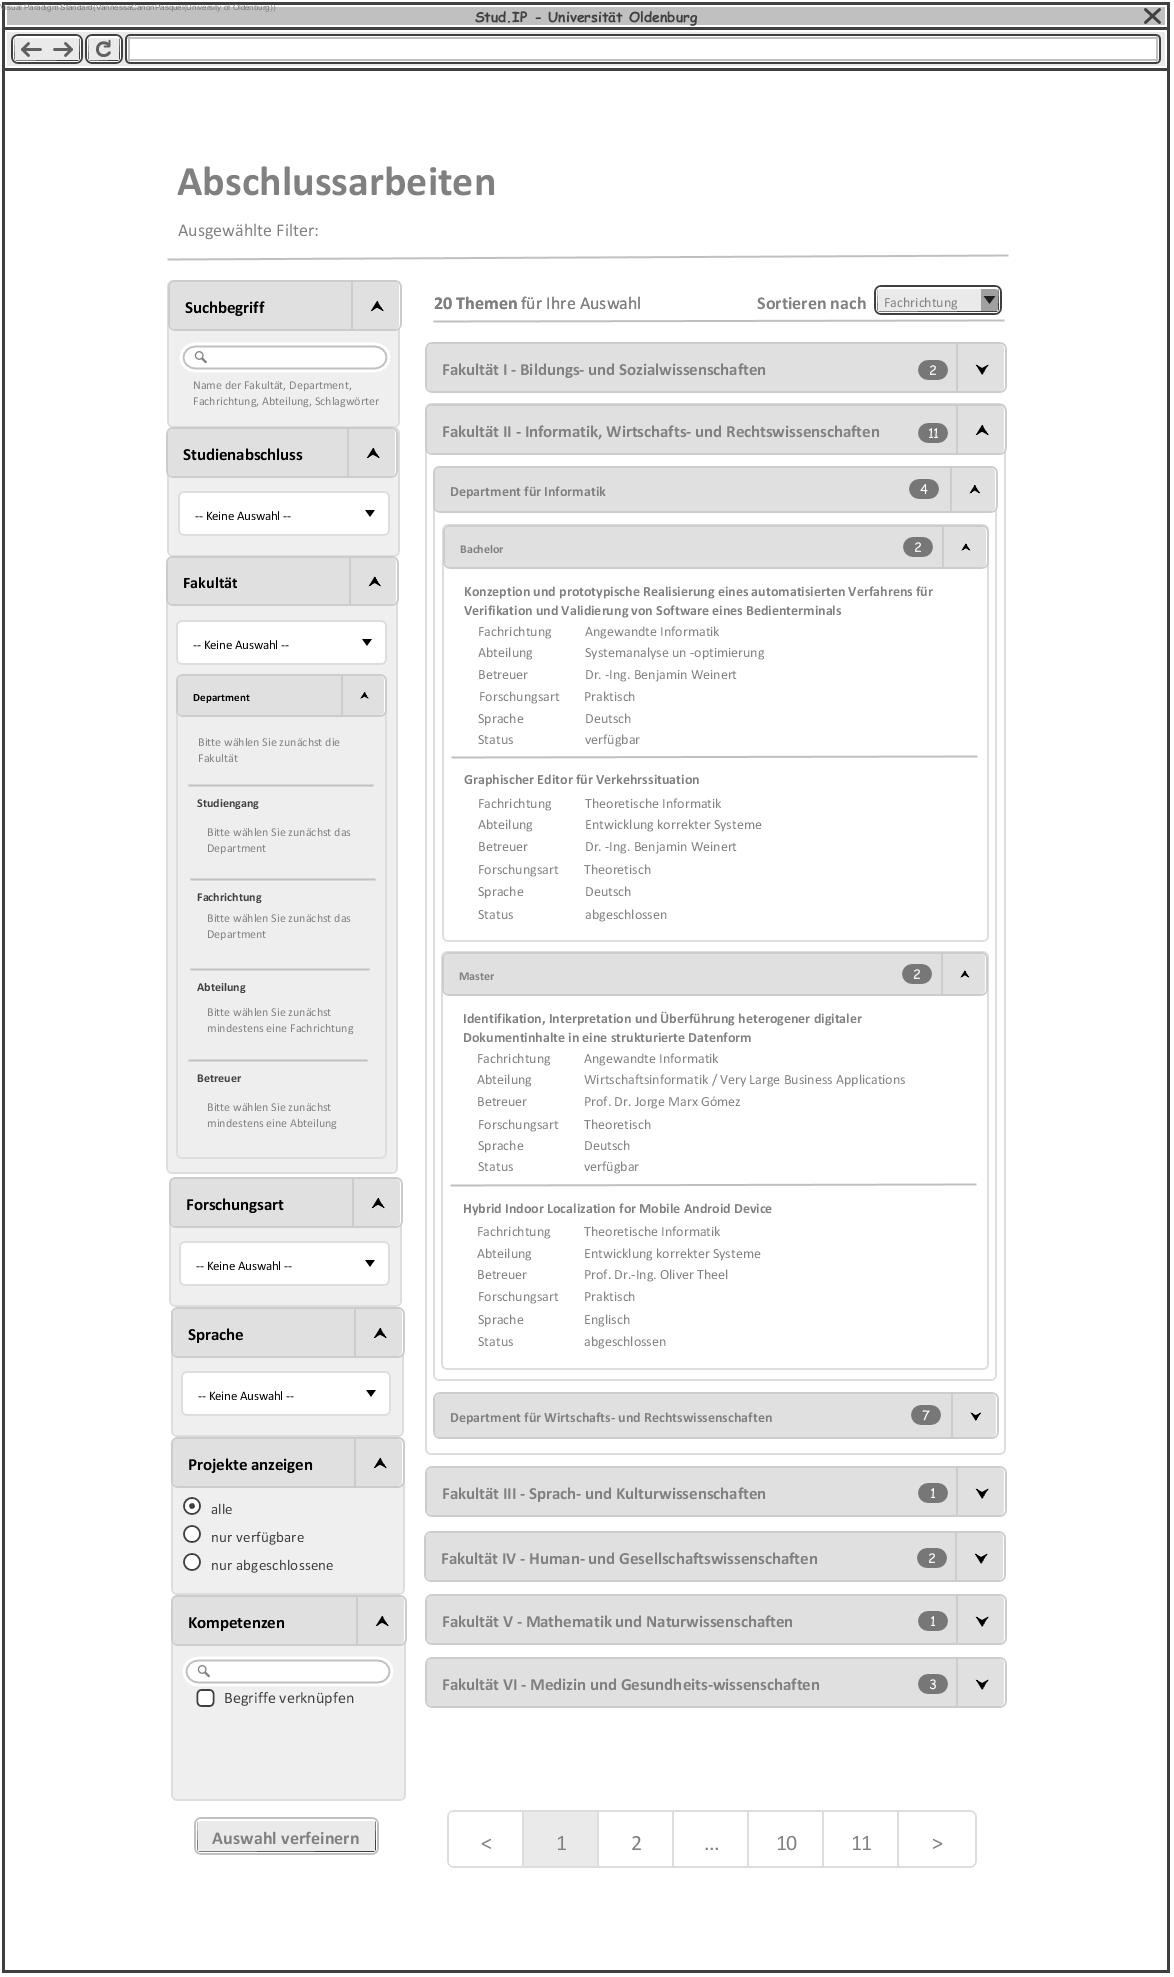 Visual Paradigm Standard(VannessaCanonPasquel(University of Oldenburg))
Stud.IP - Universität Oldenburg
Abschlussarbeiten
Ausgewählte Filter:
Suchbegriff
Name der Fakultät, Department,
Fachrichtung, Abteilung, Schlagwörter
Studienabschluss
-- Keine Auswahl --
Fakultät
-- Keine Auswahl --
Department
Bitte wählen Sie zunächst die
Fakultät
Studiengang
Bitte wählen Sie zunächst das
Department
Fachrichtung
Bitte wählen Sie zunächst das
Department
Abteilung
Bitte wählen Sie zunächst
mindestens eine Fachrichtung
Betreuer
Bitte wählen Sie zunächst
mindestens eine Abteilung
Forschungsart
-- Keine Auswahl --
Sprache
-- Keine Auswahl --
Projekte anzeigen
alle
nur verfügbare
nur abgeschlossene
Kompetenzen
Begriffe verknüpfen
Auswahl verfeinern
20 Themen für Ihre Auswahl Sortieren nach Fachrichtung
Fakultät I - Bildungs- und Sozialwissenschaften 2
Fakultät II - Informatik, Wirtschafts- und Rechtswissenschaften 11
Department für Informatik 4
Bachelor 2
Konzeption und prototypische Realisierung eines automatisierten Verfahrens für
Verifikation und Validierung von Software eines Bedienterminals
Fachrichtung Angewandte Informatik
Abteilung Systemanalyse un -optimierung
Betreuer Dr. -Ing. Benjamin Weinert
Forschungsart Praktisch
Sprache Deutsch
Status verfügbar
Graphischer Editor für Verkehrssituation
Fachrichtung Theoretische Informatik
Abteilung Entwicklung korrekter Systeme
Betreuer Dr. -Ing. Benjamin Weinert
Forschungsart Theoretisch
Sprache Deutsch
Status abgeschlossen
Master 2
Identifikation, Interpretation und Überführung heterogener digitaler
Dokumentinhalte in eine strukturierte Datenform
Fachrichtung Angewandte Informatik
Abteilung Wirtschaftsinformatik / Very Large Business Applications
Betreuer Prof. Dr. Jorge Marx Gómez
Forschungsart Theoretisch
Sprache Deutsch
Status verfügbar
Hybrid Indoor Localization for Mobile Android Device
Fachrichtung Theoretische Informatik
Abteilung Entwicklung korrekter Systeme
Betreuer Prof. Dr.-Ing. Oliver Theel
Forschungsart Praktisch
Sprache Englisch
Status abgeschlossen
Department für Wirtschafts- und Rechtswissenschaften 7
Fakultät III - Sprach- und Kulturwissenschaften 1
Fakultät IV - Human- und Gesellschaftswissenschaften 2
Fakultät V - Mathematik und Naturwissenschaften 1
Fakultät VI - Medizin und Gesundheits-wissenschaften 3
< 1 2 ... 10 11 >